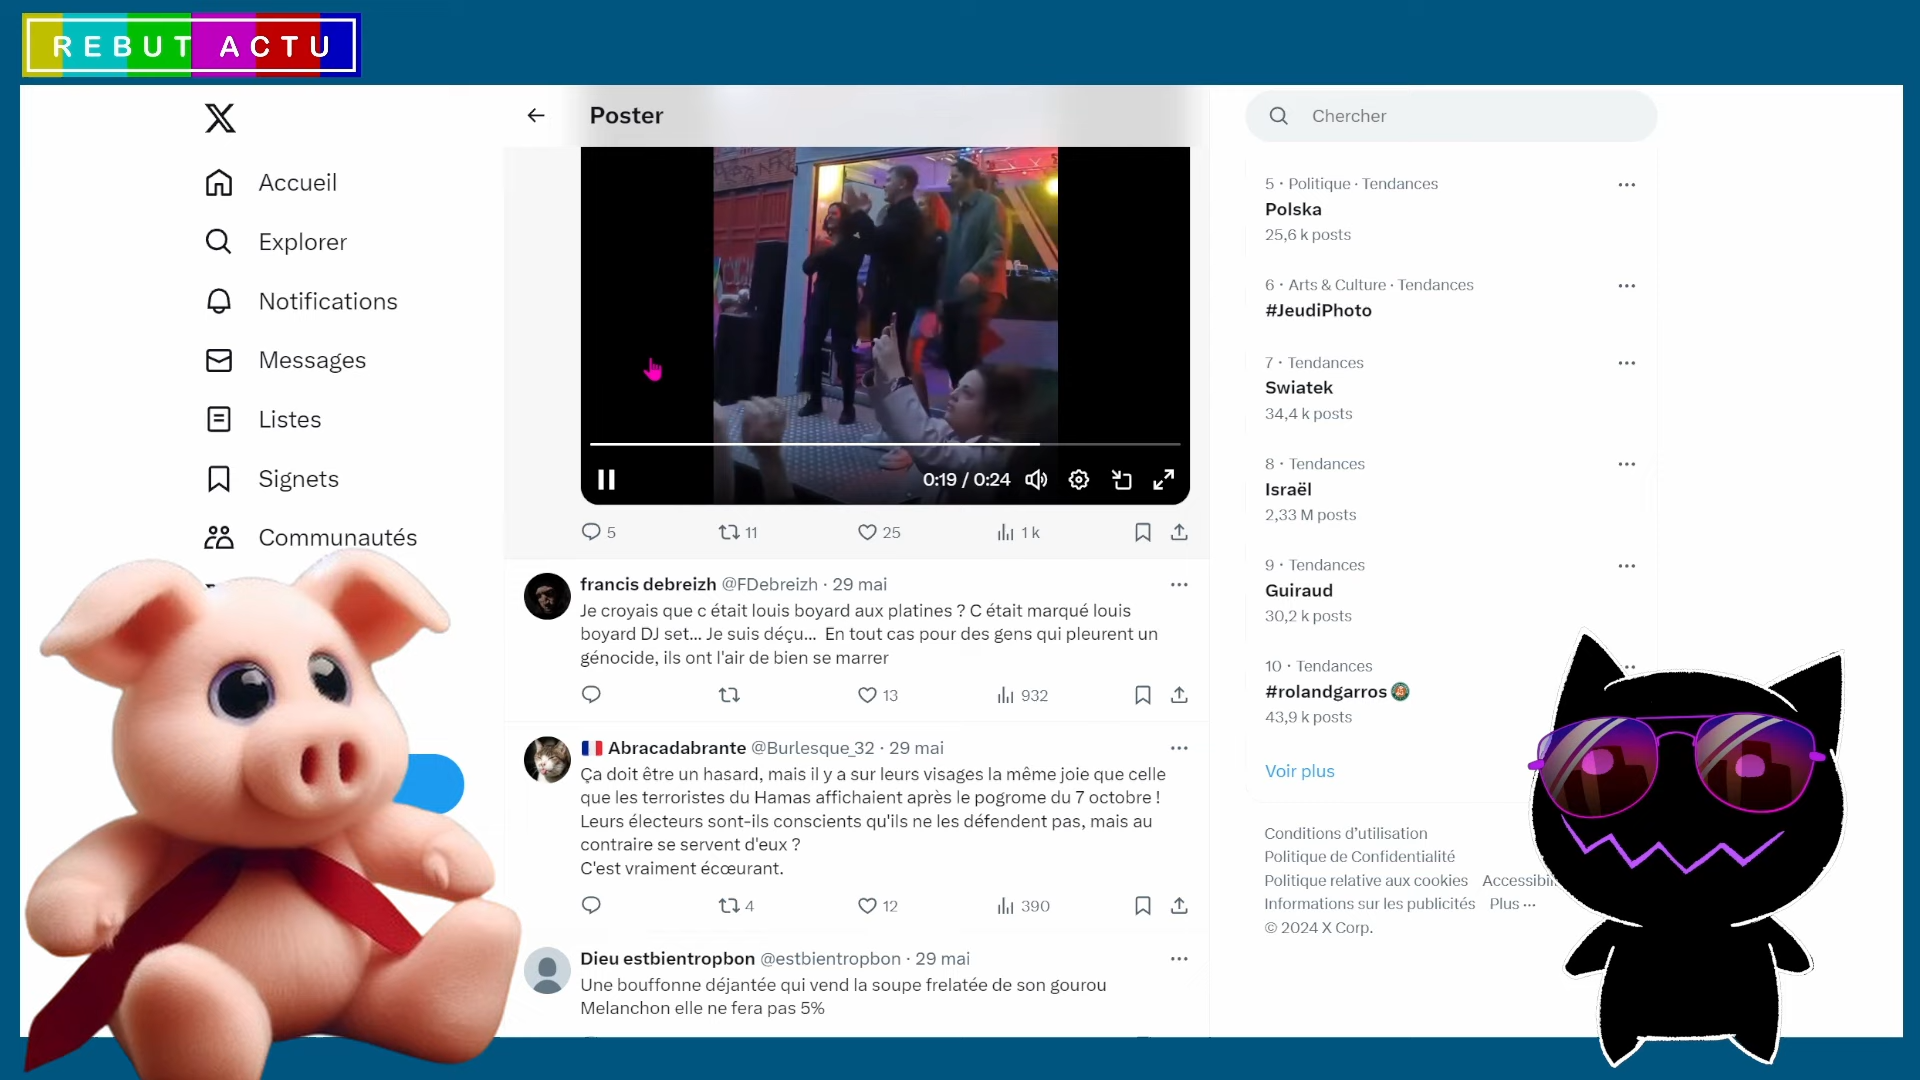 REBUT ACTU
Poster
Chercher
Accueil
Explorer
Notifications
Messages
Listes
Signets
Communautés
0:19 / 0:24
5 11 25 1 k
francis debreizh @FDebreizh · 29 mai
Je croyais que c était louis boyard aux platines ? C était marqué louis
boyard DJ set... Je suis déçu... En tout cas pour des gens qui pleurent un
génocide, ils ont l'air de bien se marrer
13 932
Abracadabrante @Burlesque_32 · 29 mai
Ça doit être un hasard, mais il y a sur leurs visages la même joie que celle
que les terroristes du Hamas affichaient après le pogrome du 7 octobre !
Leurs électeurs sont-ils conscients qu'ils ne les défendent pas, mais au
contraire se servent d'eux ?
C'est vraiment écœurant.
4 12 390
Dieu estbientropbon @estbientropbon · 29 mai
Une bouffonne déjantée qui vend la soupe frelatée de son gourou
Melanchon elle ne fera pas 5%
5 · Politique · Tendances
Polska
25,6 k posts
6 · Arts & Culture · Tendances
#JeudiPhoto
7 · Tendances
Swiatek
34,4 k posts
8 · Tendances
Israël
2,33 M posts
9 · Tendances
Guiraud
30,2 k posts
10 · Tendances
#rolandgarros
43,9 k posts
Voir plus
Conditions d'utilisation
Politique de Confidentialité
Politique relative aux cookies
Informations sur les publicités Plus ...
© 2024 X Corp.